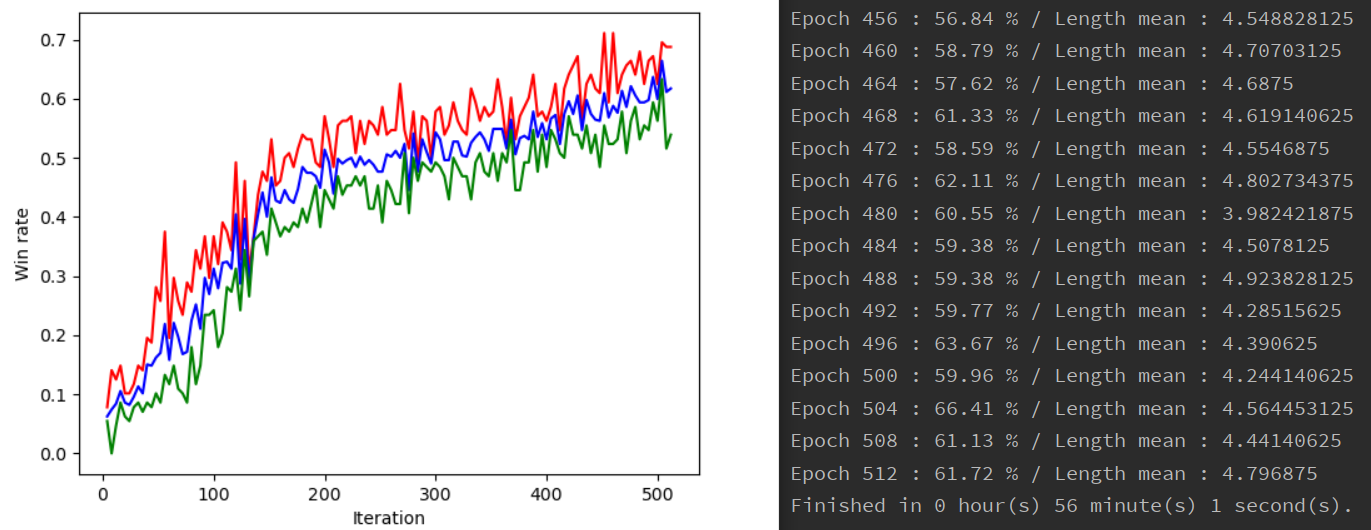 0.7
0.6
0.5
0.4
0.3
0.2
0.1
0.0
Win rate
0 100 200 300 400 500
Iteration
Epoch 456 : 56.84 % / Length mean : 4.548828125
Epoch 460 : 58.79 % / Length mean : 4.70703125
Epoch 464 : 57.62 % / Length mean : 4.6875
Epoch 468 : 61.33 % / Length mean : 4.619140625
Epoch 472 : 58.59 % / Length mean : 4.5546875
Epoch 476 : 62.11 % / Length mean : 4.802734375
Epoch 480 : 60.55 % / Length mean : 3.982421875
Epoch 484 : 59.38 % / Length mean : 4.5078125
Epoch 488 : 59.38 % / Length mean : 4.923828125
Epoch 492 : 59.77 % / Length mean : 4.28515625
Epoch 496 : 63.67 % / Length mean : 4.390625
Epoch 500 : 59.96 % / Length mean : 4.244140625
Epoch 504 : 66.41 % / Length mean : 4.564453125
Epoch 508 : 61.13 % / Length mean : 4.44140625
Epoch 512 : 61.72 % / Length mean : 4.796875
Finished in 0 hour(s) 56 minute(s) 1 second(s).